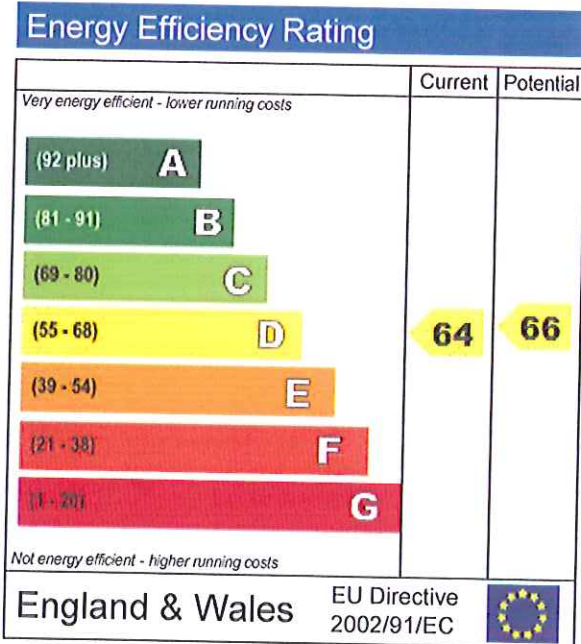 Energy Efficiency Rating
Current Potential
Very energy efficient - lower running costs
(92 plus) A
(81 - 91) B
(69 - 80) C
(55 - 68) D 64 66
(39 - 54) E
(21 - 38) F
(1 - 20) G
Not energy efficient - higher running costs
England & Wales
EU Directive
2002/91/EC